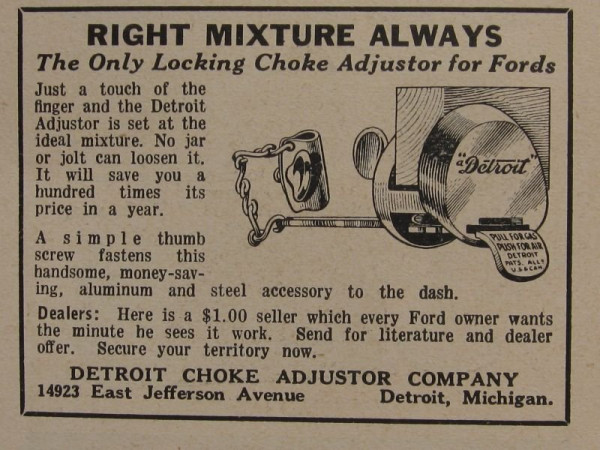 RIGHT MIXTURE ALWAYS
The Only Locking Choke Adjustor for Fords
Just a touch of the
finger and the Detroit
Adjustor is set at the
ideal mixture. No jar
or jolt can loosen it.
It will save you a
hundred times its
price in a year.
A simple thumb
screw fastens this
handsome, money-sav-
ing, aluminum and steel accessory to the dash.
"Detroit"
PULL FOR GAS
PUSH FOR AIR
DETROIT
PATS. ALL'Y
U.S & CAN
Dealers: Here is a $1.00 seller which every Ford owner wants
the minute he sees it work. Send for literature and dealer
offer. Secure your territory now.
DETROIT CHOKE ADJUSTOR COMPANY
14923 East Jefferson Avenue Detroit, Michigan.